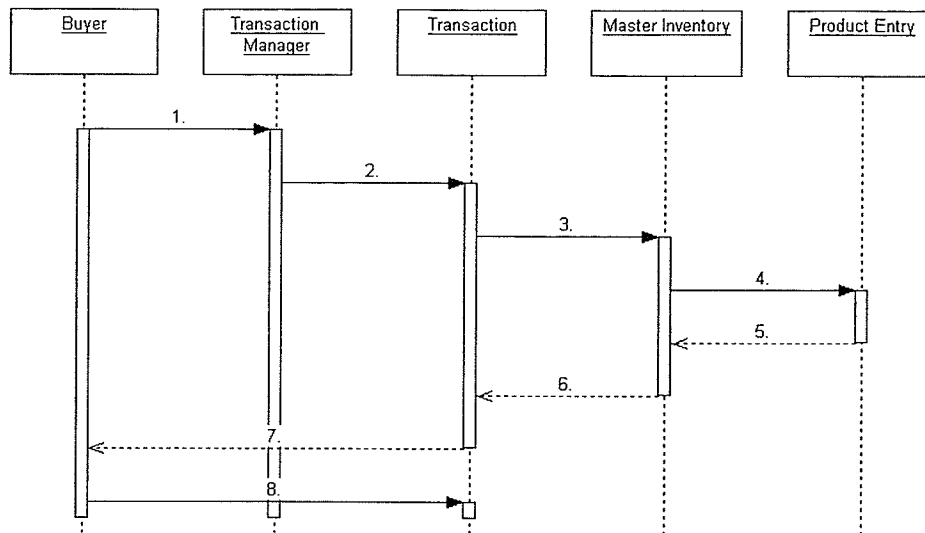 Buyer
Transaction
Manager
Transaction
Master Inventory
Product Entry
1.
2.
3.
4.
5.
6.
7.
8.